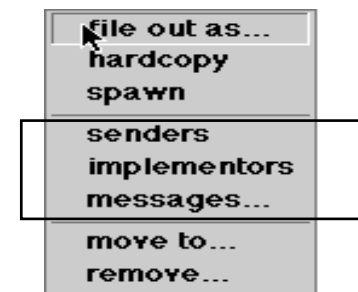 file out as...
hardcopy
spawn
senders
implementors
messages...
move to...
remove...